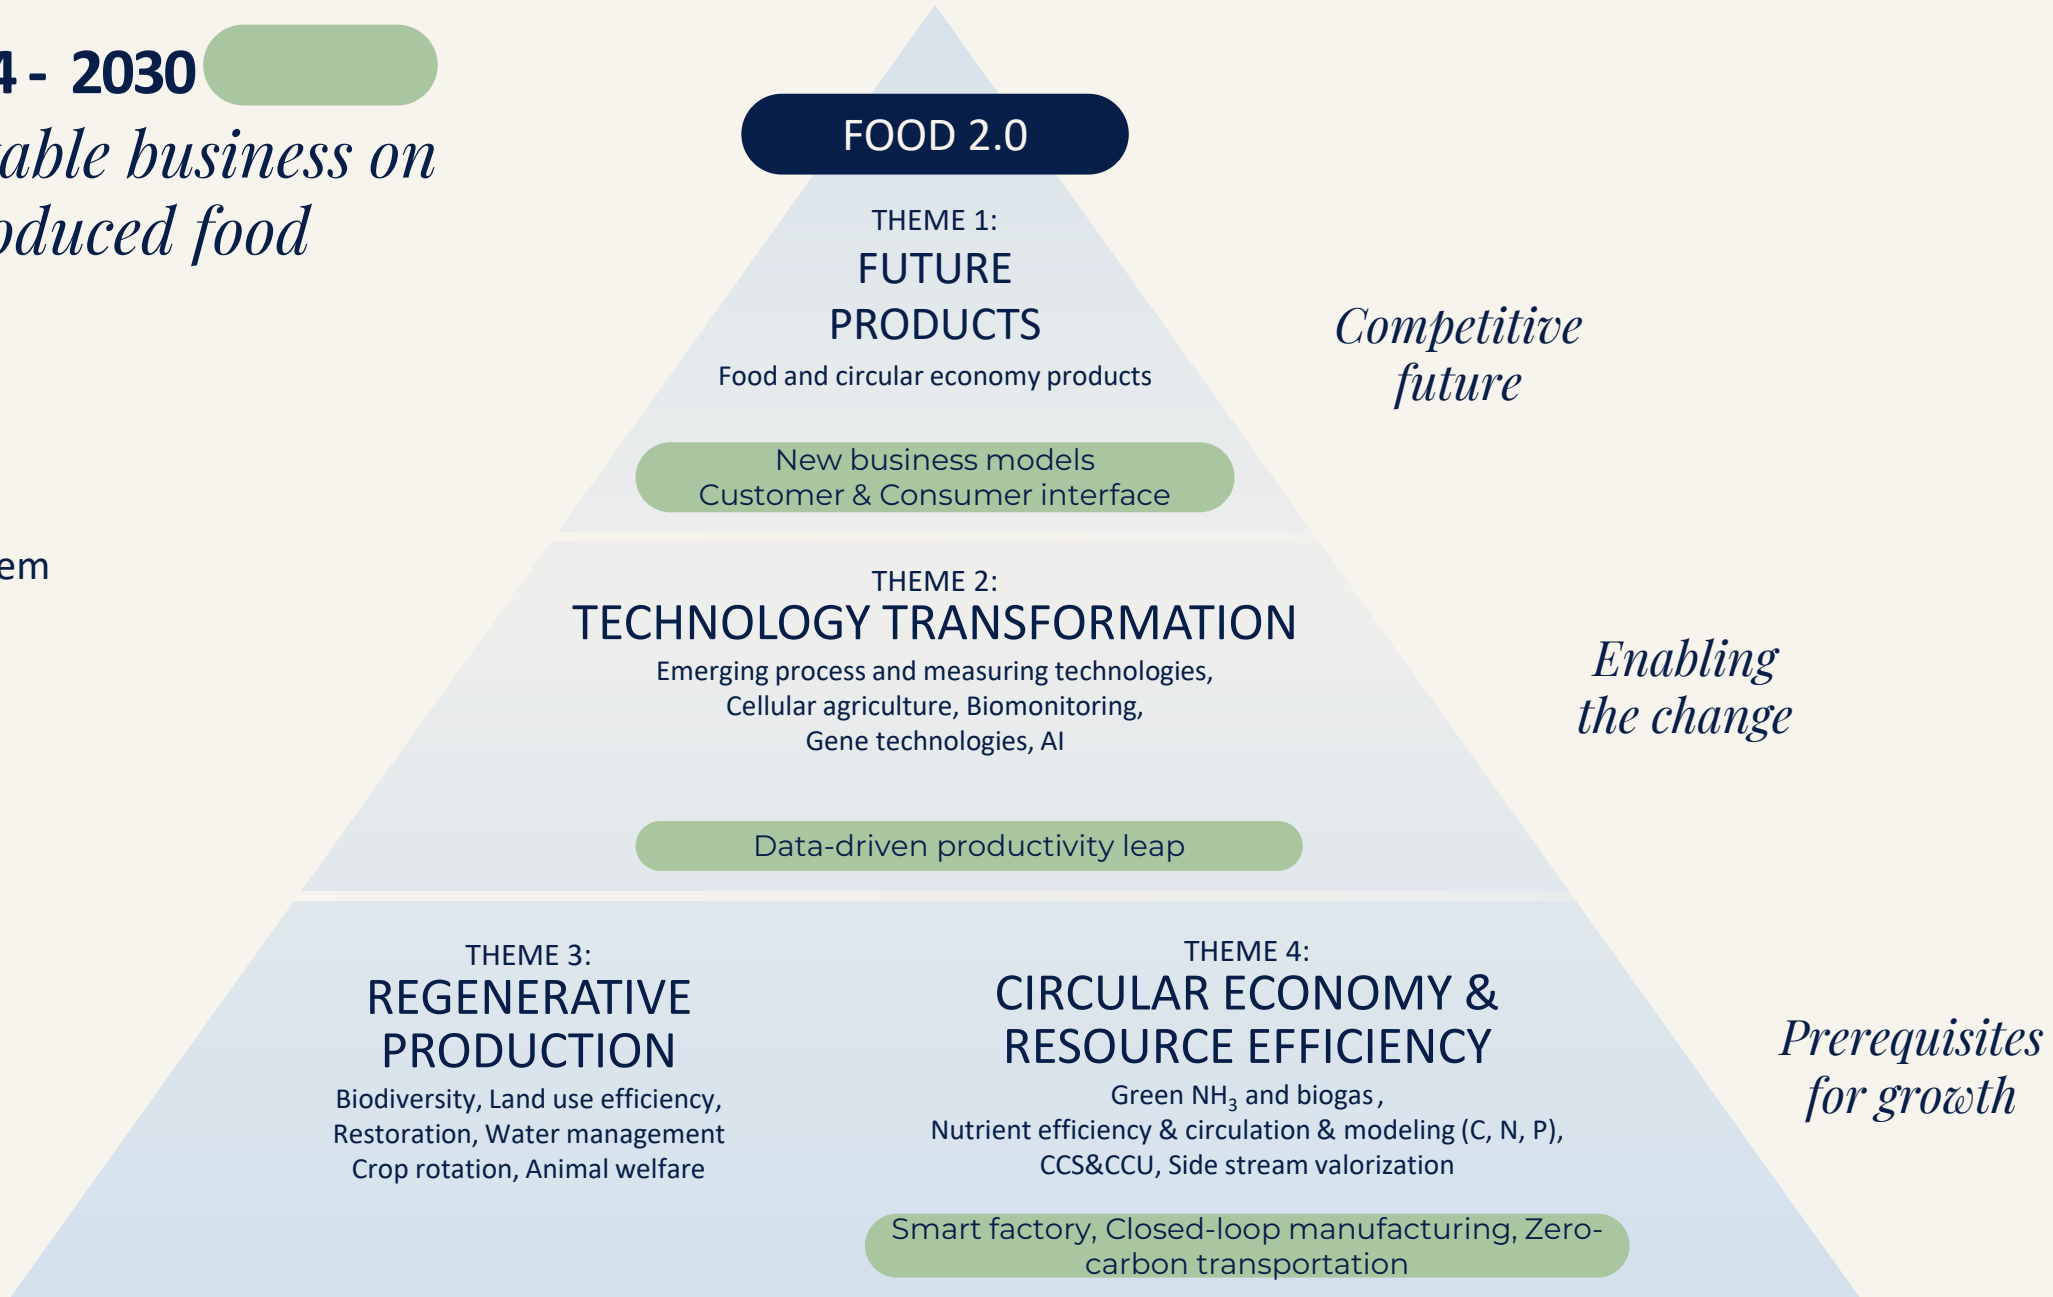 4 - 2030
able business on
oduced food
em
FOOD 2.0
THEME 1:
FUTURE
PRODUCTS
Food and circular economy products
New business models
Customer & Consumer interface
Competitive
future
THEME 2:
TECHNOLOGY TRANSFORMATION
Emerging process and measuring technologies,
Cellular agriculture, Biomonitoring,
Gene technologies, AI
Data-driven productivity leap
Enabling
the change
THEME 3:
REGENERATIVE
PRODUCTION
Biodiversity, Land use efficiency,
Restoration, Water management
Crop rotation, Animal welfare
THEME 4:
CIRCULAR ECONOMY &
RESOURCE EFFICIENCY
Green NH₃ and biogas,
Nutrient efficiency & circulation & modeling (C, N, P),
CCS&CCU, Side stream valorization
Smart factory, Closed-loop manufacturing, Zero-
carbon transportation
Prerequisites
for growth